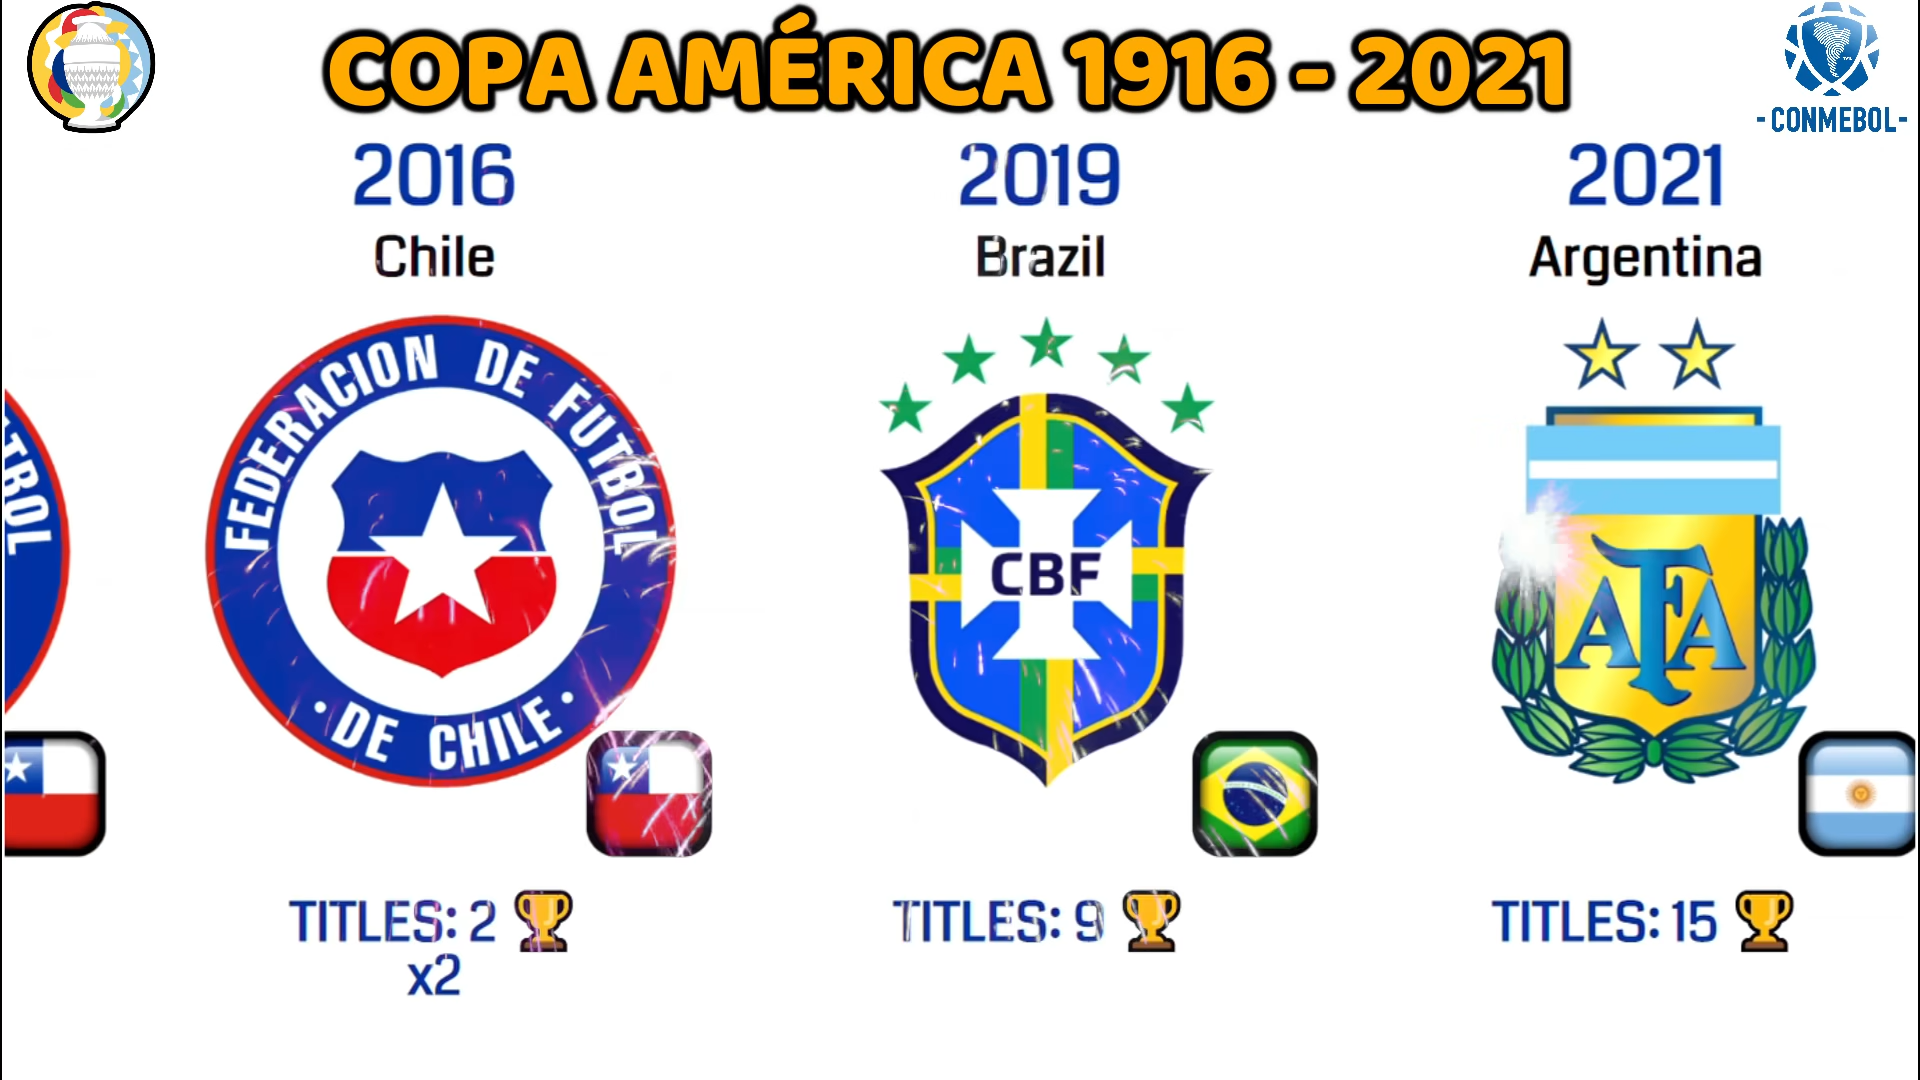 COPA AMÉRICA 1916 - 2021
-CONMEBOL-
2016
Chile
FEDERACION DE FUTBOL
· DE CHILE ·
TITLES: 2
x2
2019
Brazil
CBF
TITLES: 9
2021
Argentina
AFA
TITLES: 15